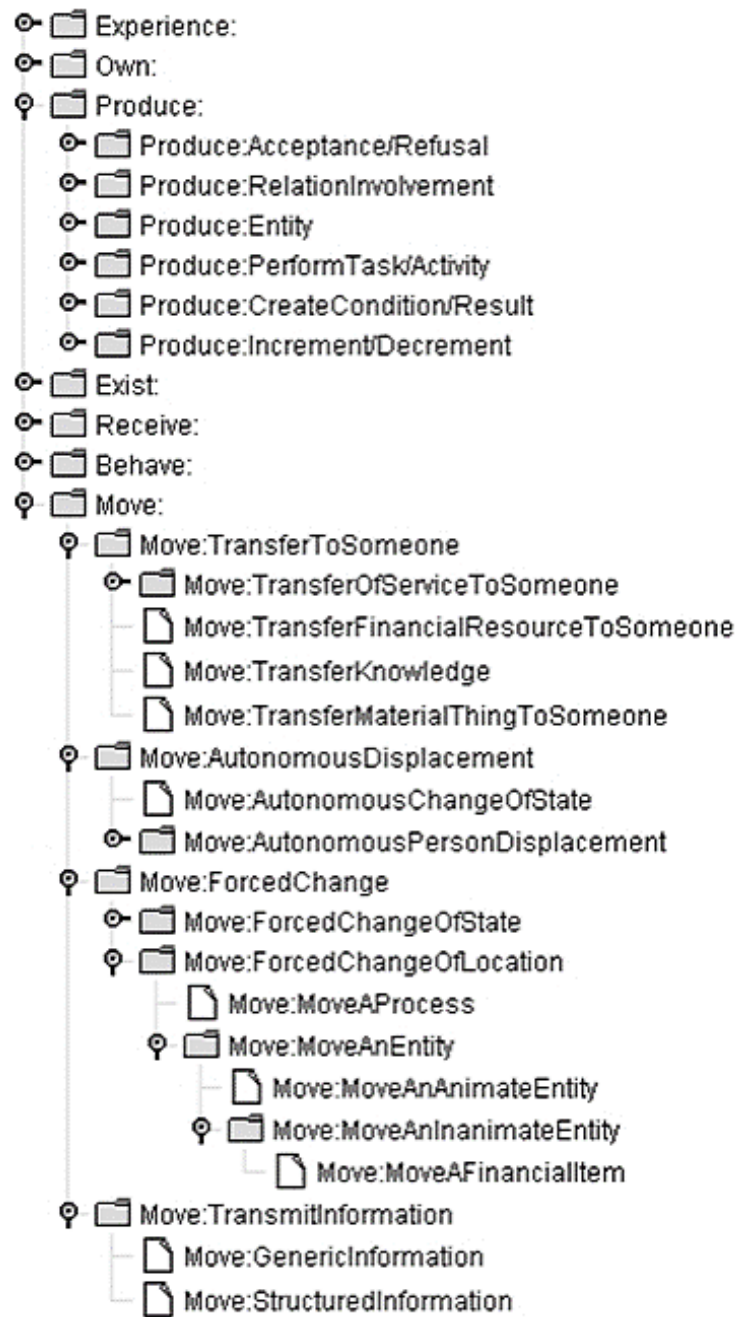 Experience:
Own:
Produce:
Produce:Acceptance/Refusal
Produce:RelationInvolvement
Produce:Entity
Produce:PerformTask/Activity
Produce:CreateCondition/Result
Produce:Increment/Decrement
Exist:
Receive:
Behave:
Move:
Move:TransferToSomeone
Move:TransferOfServiceToSomeone
Move:TransferFinancialResourceToSomeone
Move:TransferKnowledge
Move:TransferMaterialThingToSomeone
Move:AutonomousDisplacement
Move:AutonomousChangeOfState
Move:AutonomousPersonDisplacement
Move:ForcedChange
Move:ForcedChangeOfState
Move:ForcedChangeOfLocation
Move:MoveAProcess
Move:MoveAnEntity
Move:MoveAnAnimateEntity
Move:MoveAnInanimateEntity
Move:MoveAFinancialItem
Move:TransmitInformation
Move:GenericInformation
Move:StructuredInformation